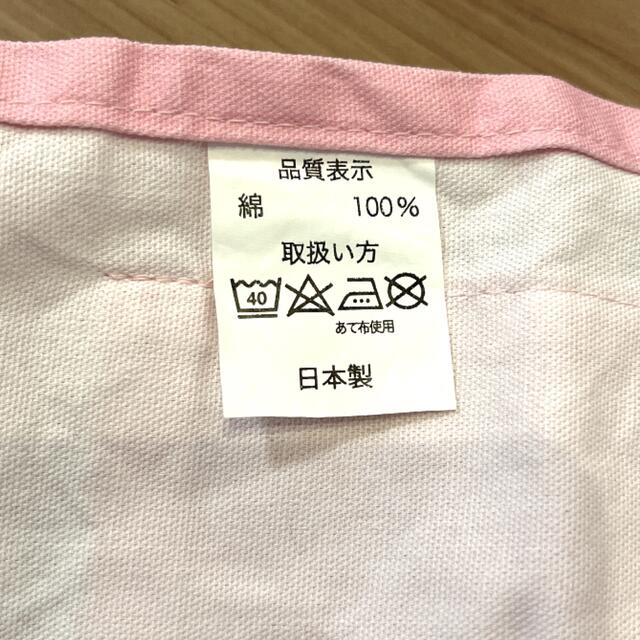 品質表示
綿 100%
取扱い方
40
あて布使用
日本製